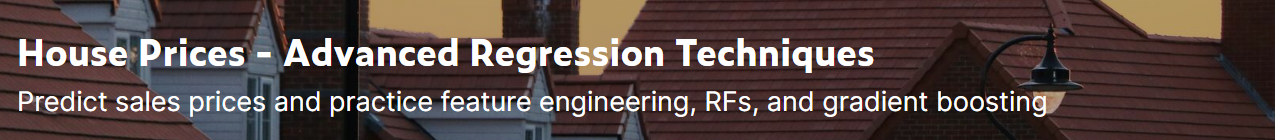 House Prices - Advanced Regression Techniques
Predict sales prices and practice feature engineering, RFs, and gradient boosting